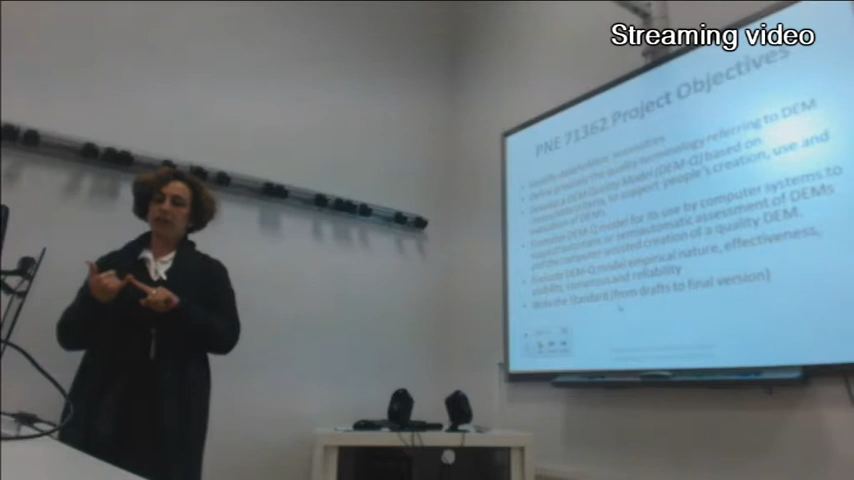 Streaming video
PNE 71362 Project Objectives
• Identify stakeholders' necessities
• Define precisely the quality terminology referring to DEM
• Develop a DEM Quality Model (DEM-Q) based on
to support people's creation, use and
evaluation of DEMs
• DEM-Q model for its use by computer systems to
support automatic or semiautomatic assessment of DEMs
and the computer assisted creation of a quality DEM.
• Evaluate DEM-Q model empirical nature, effectiveness,
usability, consensus and reliability
• Write the Standard (from drafts to final version)